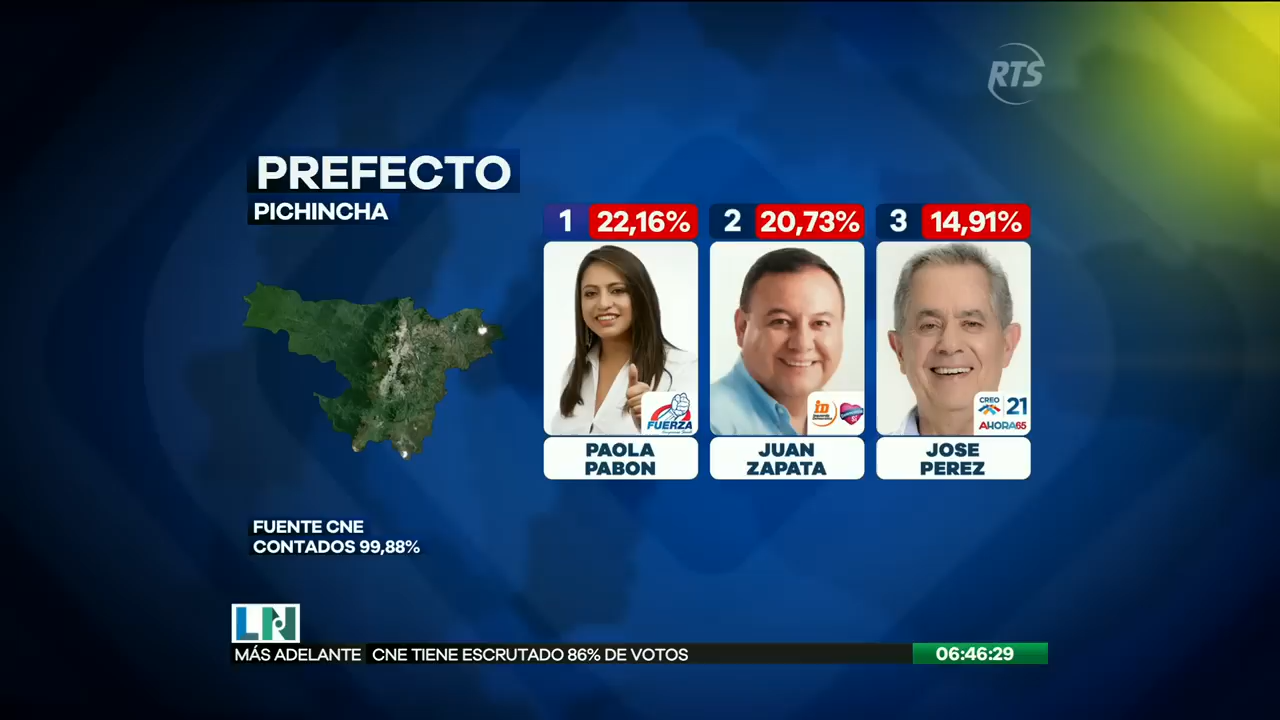 RTS
PREFECTO
PICHINCHA
1 22,16%
2 20,73%
3 14,91%
FUERZA
iD
CREO 21
AHORA65
PAOLA
PABON
JUAN
ZAPATA
JOSE
PEREZ
FUENTE CNE
CONTADOS 99,88%
LN
MÁS ADELANTE CNE TIENE ESCRUTADO 86% DE VOTOS 06:46:29